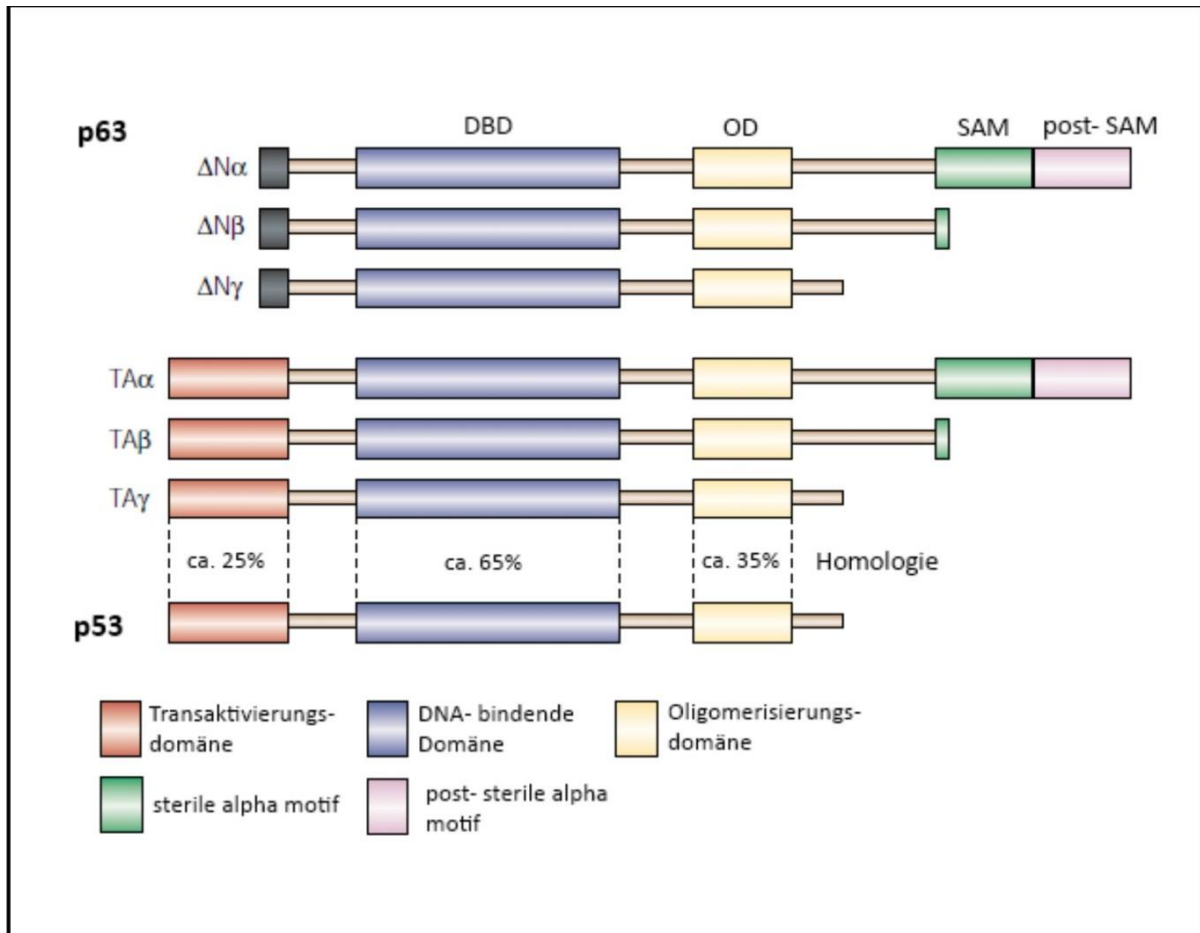 p63
DBD OD SAM post- SAM
ΔNα
ΔNβ
ΔNγ
TAα
TAβ
TAγ
ca. 25% ca. 65% ca. 35% Homologie
p53
Transaktivierungs-
domäne
DNA- bindende
Domäne
Oligomerisierungs-
domäne
sterile alpha motif
post- sterile alpha
motif